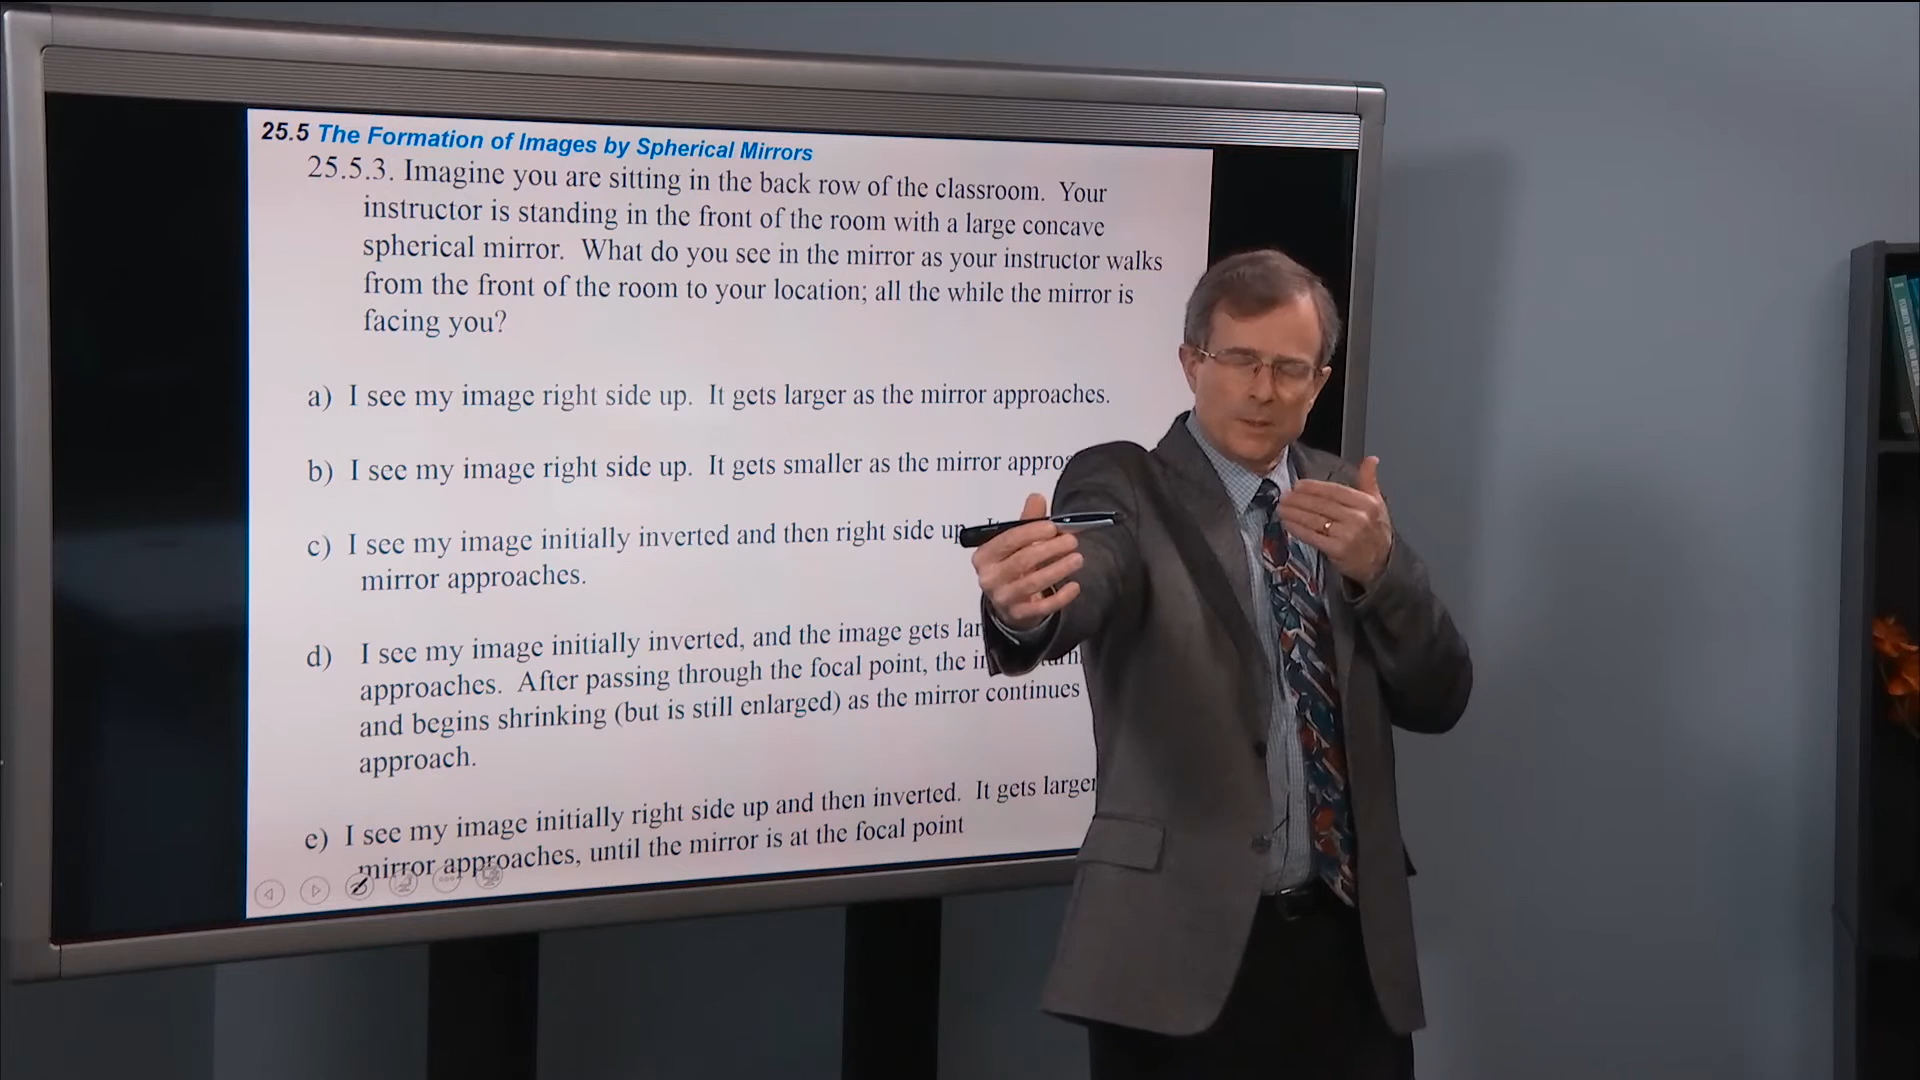 25.5 The Formation of Images by Spherical Mirrors
25.5.3. Imagine you are sitting in the back row of the classroom. Your
instructor is standing in the front of the room with a large concave
spherical mirror. What do you see in the mirror as your instructor walks
from the front of the room to your location; all the while the mirror is
facing you?
a) I see my image right side up. It gets larger as the mirror approaches.
b) I see my image right side up. It gets smaller as the mirror
c) I see my image initially inverted and then right side up.
mirror approaches.
d) I see my image initially inverted, and the image gets
approaches. After passing through the focal point, the
and begins shrinking (but is still enlarged) as the mirror continues
approach.
e) I see my image initially right side up and then inverted. It gets larger
mirror approaches, until the mirror is at the focal point